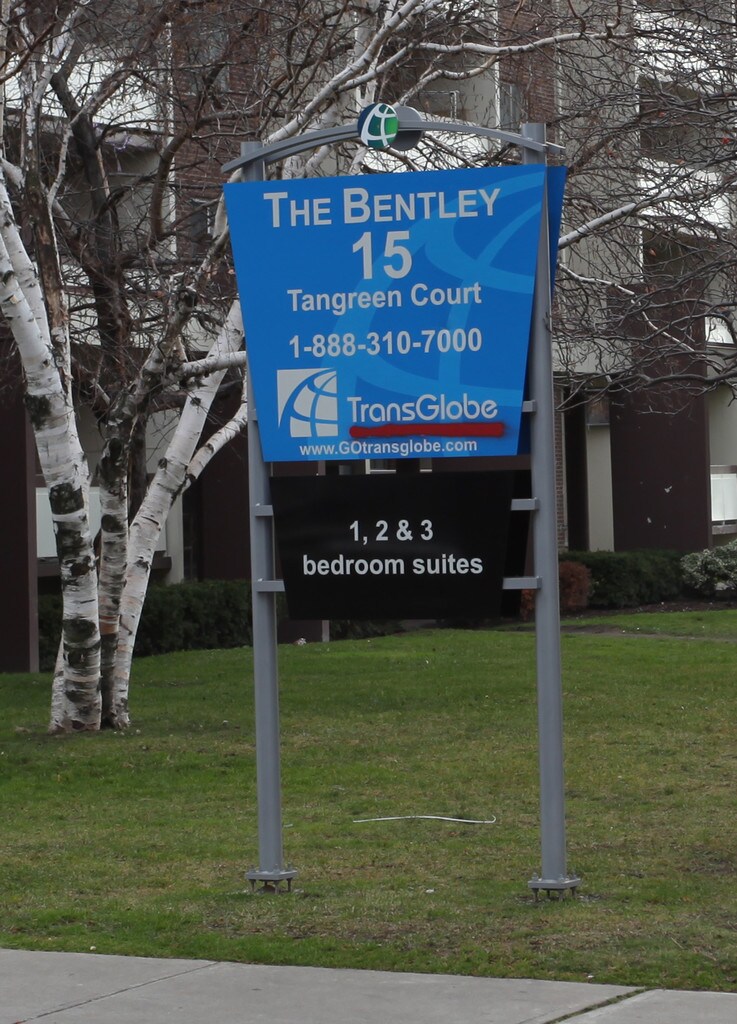 THE BENTLEY
15
Tangreen Court
1-888-310-7000
TransGlobe
www.GOtransglobe.com
1, 2 & 3
bedroom suites